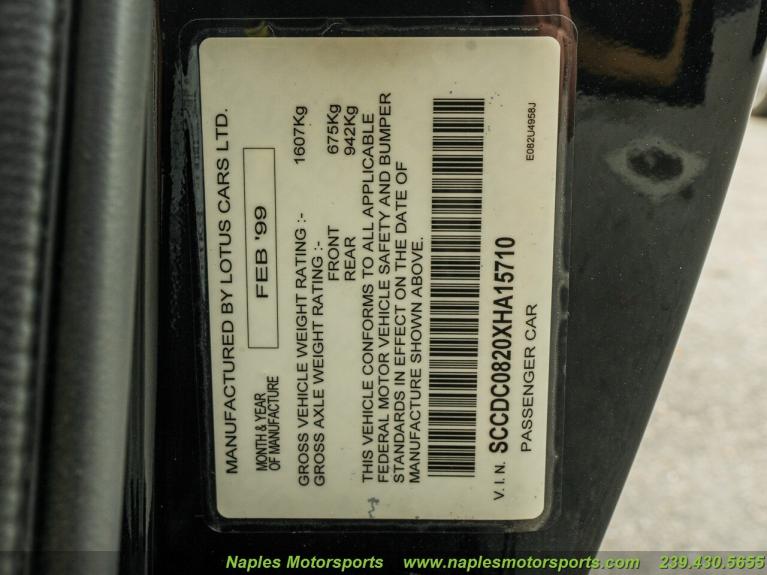 MANUFACTURED BY LOTUS CARS LTD.
MONTH & YEAR
OF MANUFACTURE
FEB '99
GROSS VEHICLE WEIGHT RATING :- 1607Kg
GROSS AXLE WEIGHT RATING :-
FRONT 675Kg
REAR 942Kg
THIS VEHICLE CONFORMS TO ALL APPLICABLE
FEDERAL MOTOR VEHICLE SAFETY AND BUMPER
STANDARDS IN EFFECT ON THE DATE OF
MANUFACTURE SHOWN ABOVE.
V.I.N. SCCDC0820XHA15710
PASSENGER CAR
E082U4958J
Naples Motorsports www.naplesmotorsports.com 239.430.5655